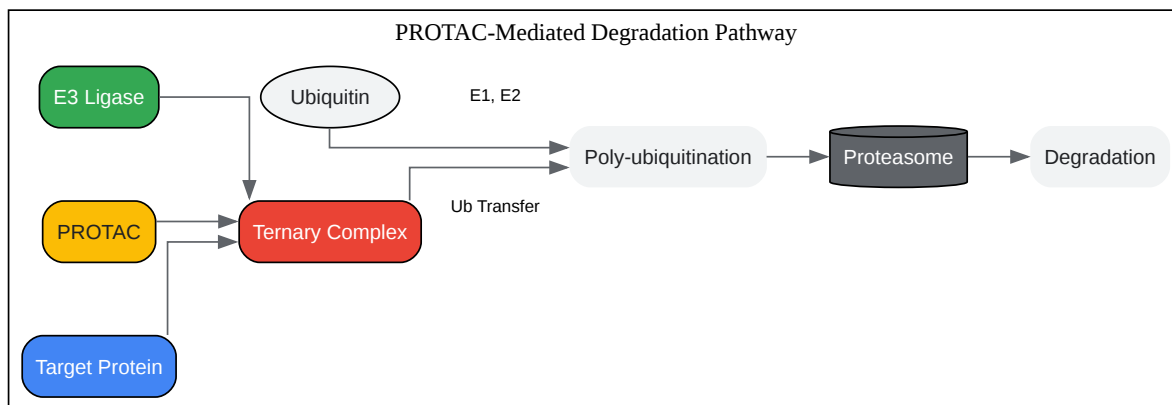 PROTAC-Mediated Degradation Pathway
E3 Ligase
Ubiquitin
E1, E2
Poly-ubiquitination
Proteasome
Degradation
Ub Transfer
PROTAC
Ternary Complex
Target Protein